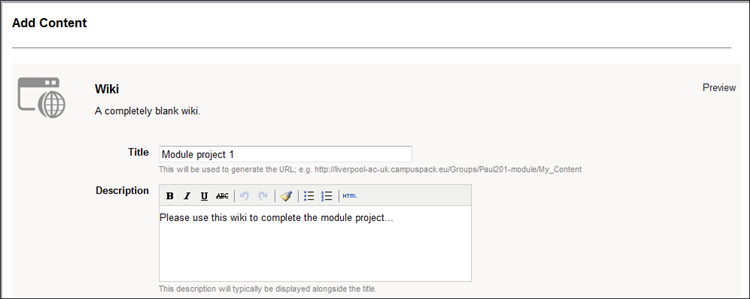 Add Content
Wiki
Preview
A completely blank wiki.
Title
Module project 1
This will be used to generate the URL; e.g. http://liverpool-ac-uk.campuspack.eu/Groups/Paul201-module/My_Content
Description
B I U ABC HTML
Please use this wiki to complete the module project...
This description will typically be displayed alongside the title.